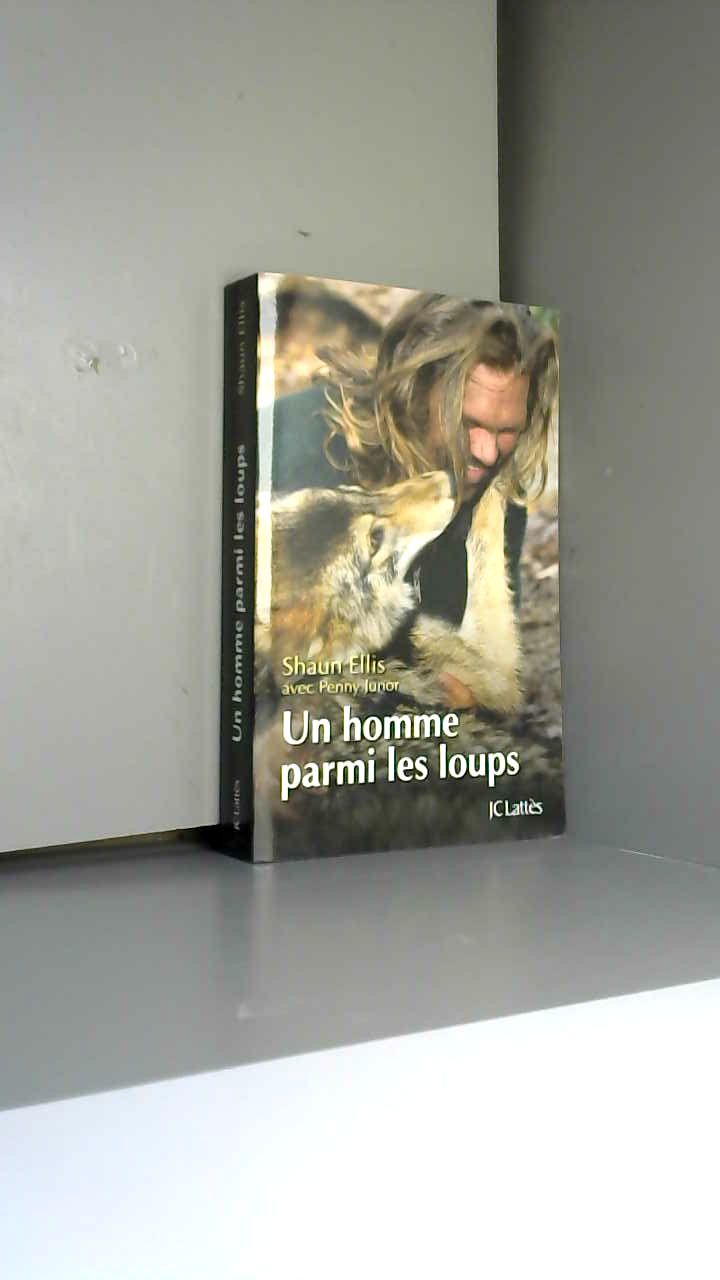 Shaun Ellis
avec Penny Junor
Un homme
parmi les loups
JC Lattès
Shaun Ellis
Un homme parmi les loups
JC Lattès